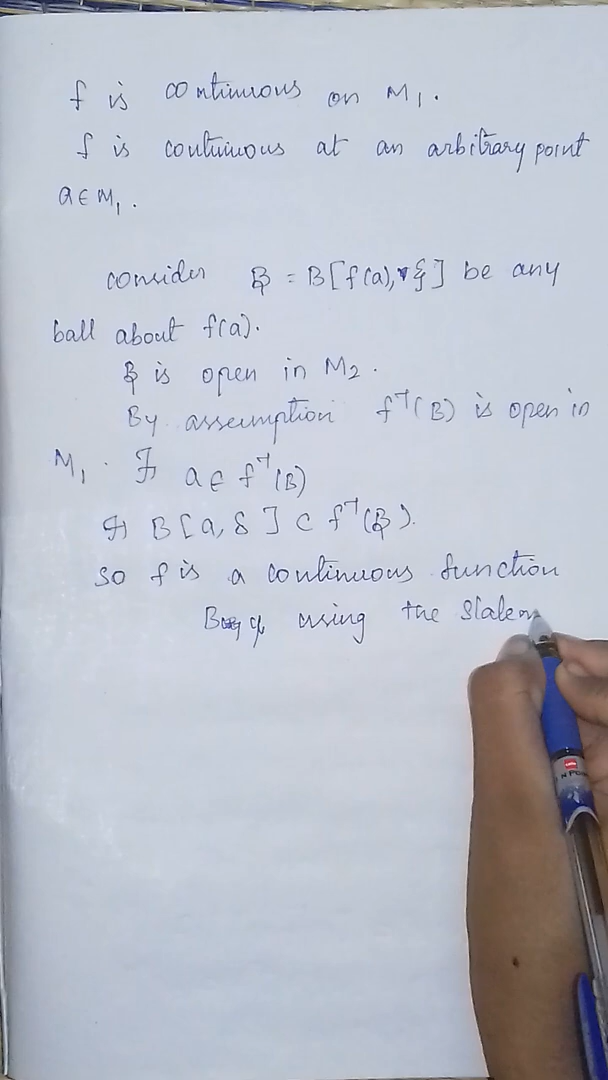 f is continuous on M₁.
f is continuous at an arbitrary point
a ∈ M₁.
consider B = B[f(a), ξ] be any
ball about f(a).
B is open in M₂.
By assumption f⁻¹(B) is open in
M₁. If a ∈ f⁻¹(B)
B[a, δ] ⊂ f⁻¹(B).
so f is a continuous function
using the statem